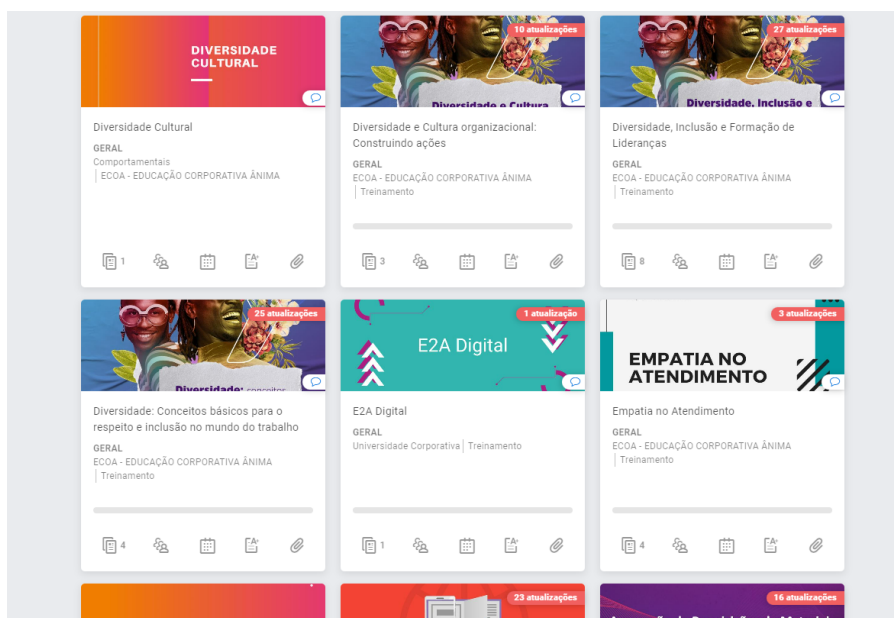 DIVERSIDADE
CULTURAL
Diversidade Cultural
GERAL
Comportamentais
ECOA - EDUCAÇÃO CORPORATIVA ÂNIMA
1
10 atualizações
Diversidade e Cultura
Diversidade e Cultura organizacional:
Construindo ações
GERAL
ECOA - EDUCAÇÃO CORPORATIVA ÂNIMA
Treinamento
3
27 atualizações
Diversidade, Inclusão e
Diversidade, Inclusão e Formação de
Lideranças
GERAL
ECOA - EDUCAÇÃO CORPORATIVA ÂNIMA
Treinamento
8
25 atualizações
Diversidade: conceitos
Diversidade: Conceitos básicos para o
respeito e inclusão no mundo do trabalho
GERAL
ECOA - EDUCAÇÃO CORPORATIVA ÂNIMA
Treinamento
4
1 atualização
E2A Digital
E2A Digital
GERAL
Universidade Corporativa Treinamento
1
3 atualizações
EMPATIA NO
ATENDIMENTO
Empatia no Atendimento
GERAL
ECOA - EDUCAÇÃO CORPORATIVA ÂNIMA
Treinamento
4
23 atualizações
16 atualizações